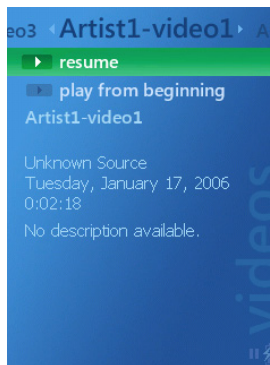 eo3 Artist1-video1 A
resume
play from beginning
Artist1-video1
Unknown Source
Tuesday, January 17, 2006
0:02:18
No description available.
videos